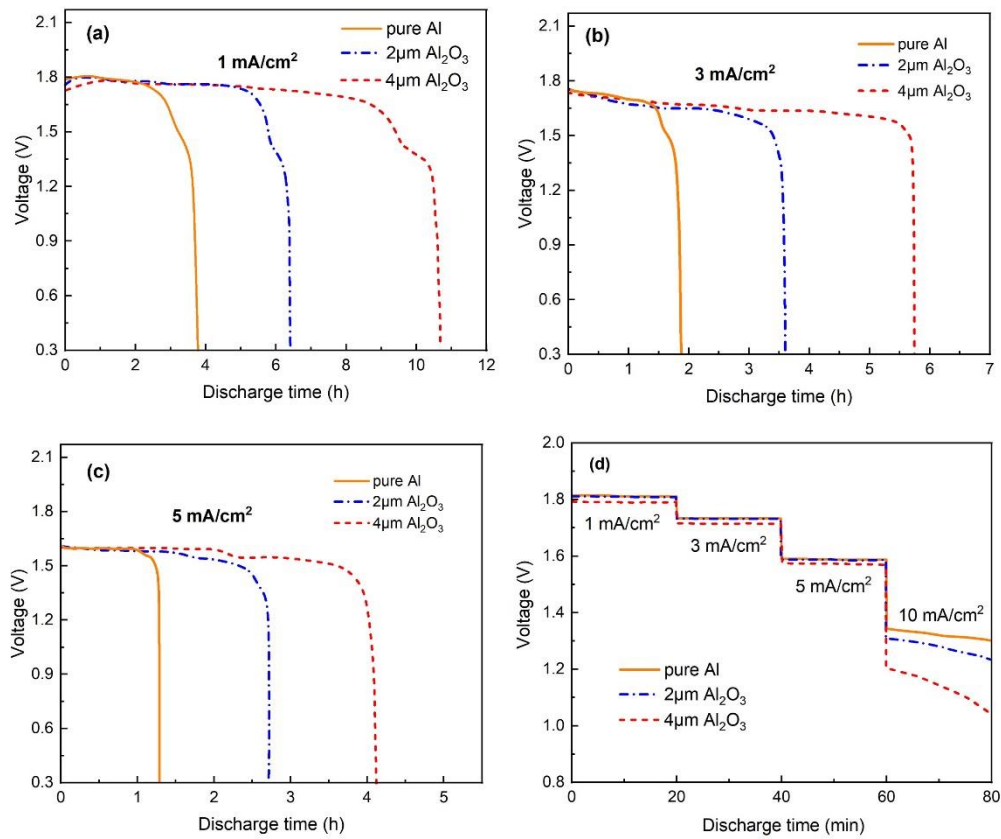 (a)
1 mA/cm²
pure Al
2μm Al₂O₃
4μm Al₂O₃
Voltage (V)
2.1
1.8
1.5
1.2
0.9
0.6
0.3
0 2 4 6 8 10 12
Discharge time (h)
(b)
3 mA/cm²
pure Al
2μm Al₂O₃
4μm Al₂O₃
Voltage (V)
2.1
1.8
1.5
1.2
0.9
0.6
0.3
0 1 2 3 4 5 6 7
Discharge time (h)
(c)
5 mA/cm²
pure Al
2μm Al₂O₃
4μm Al₂O₃
Voltage (V)
2.1
1.8
1.5
1.2
0.9
0.6
0.3
0 1 2 3 4 5
Discharge time (h)
(d)
1 mA/cm²
3 mA/cm²
5 mA/cm²
10 mA/cm²
pure Al
2μm Al₂O₃
4μm Al₂O₃
Voltage (V)
2.0
1.8
1.6
1.4
1.2
1.0
0.8
0 20 40 60 80
Discharge time (min)